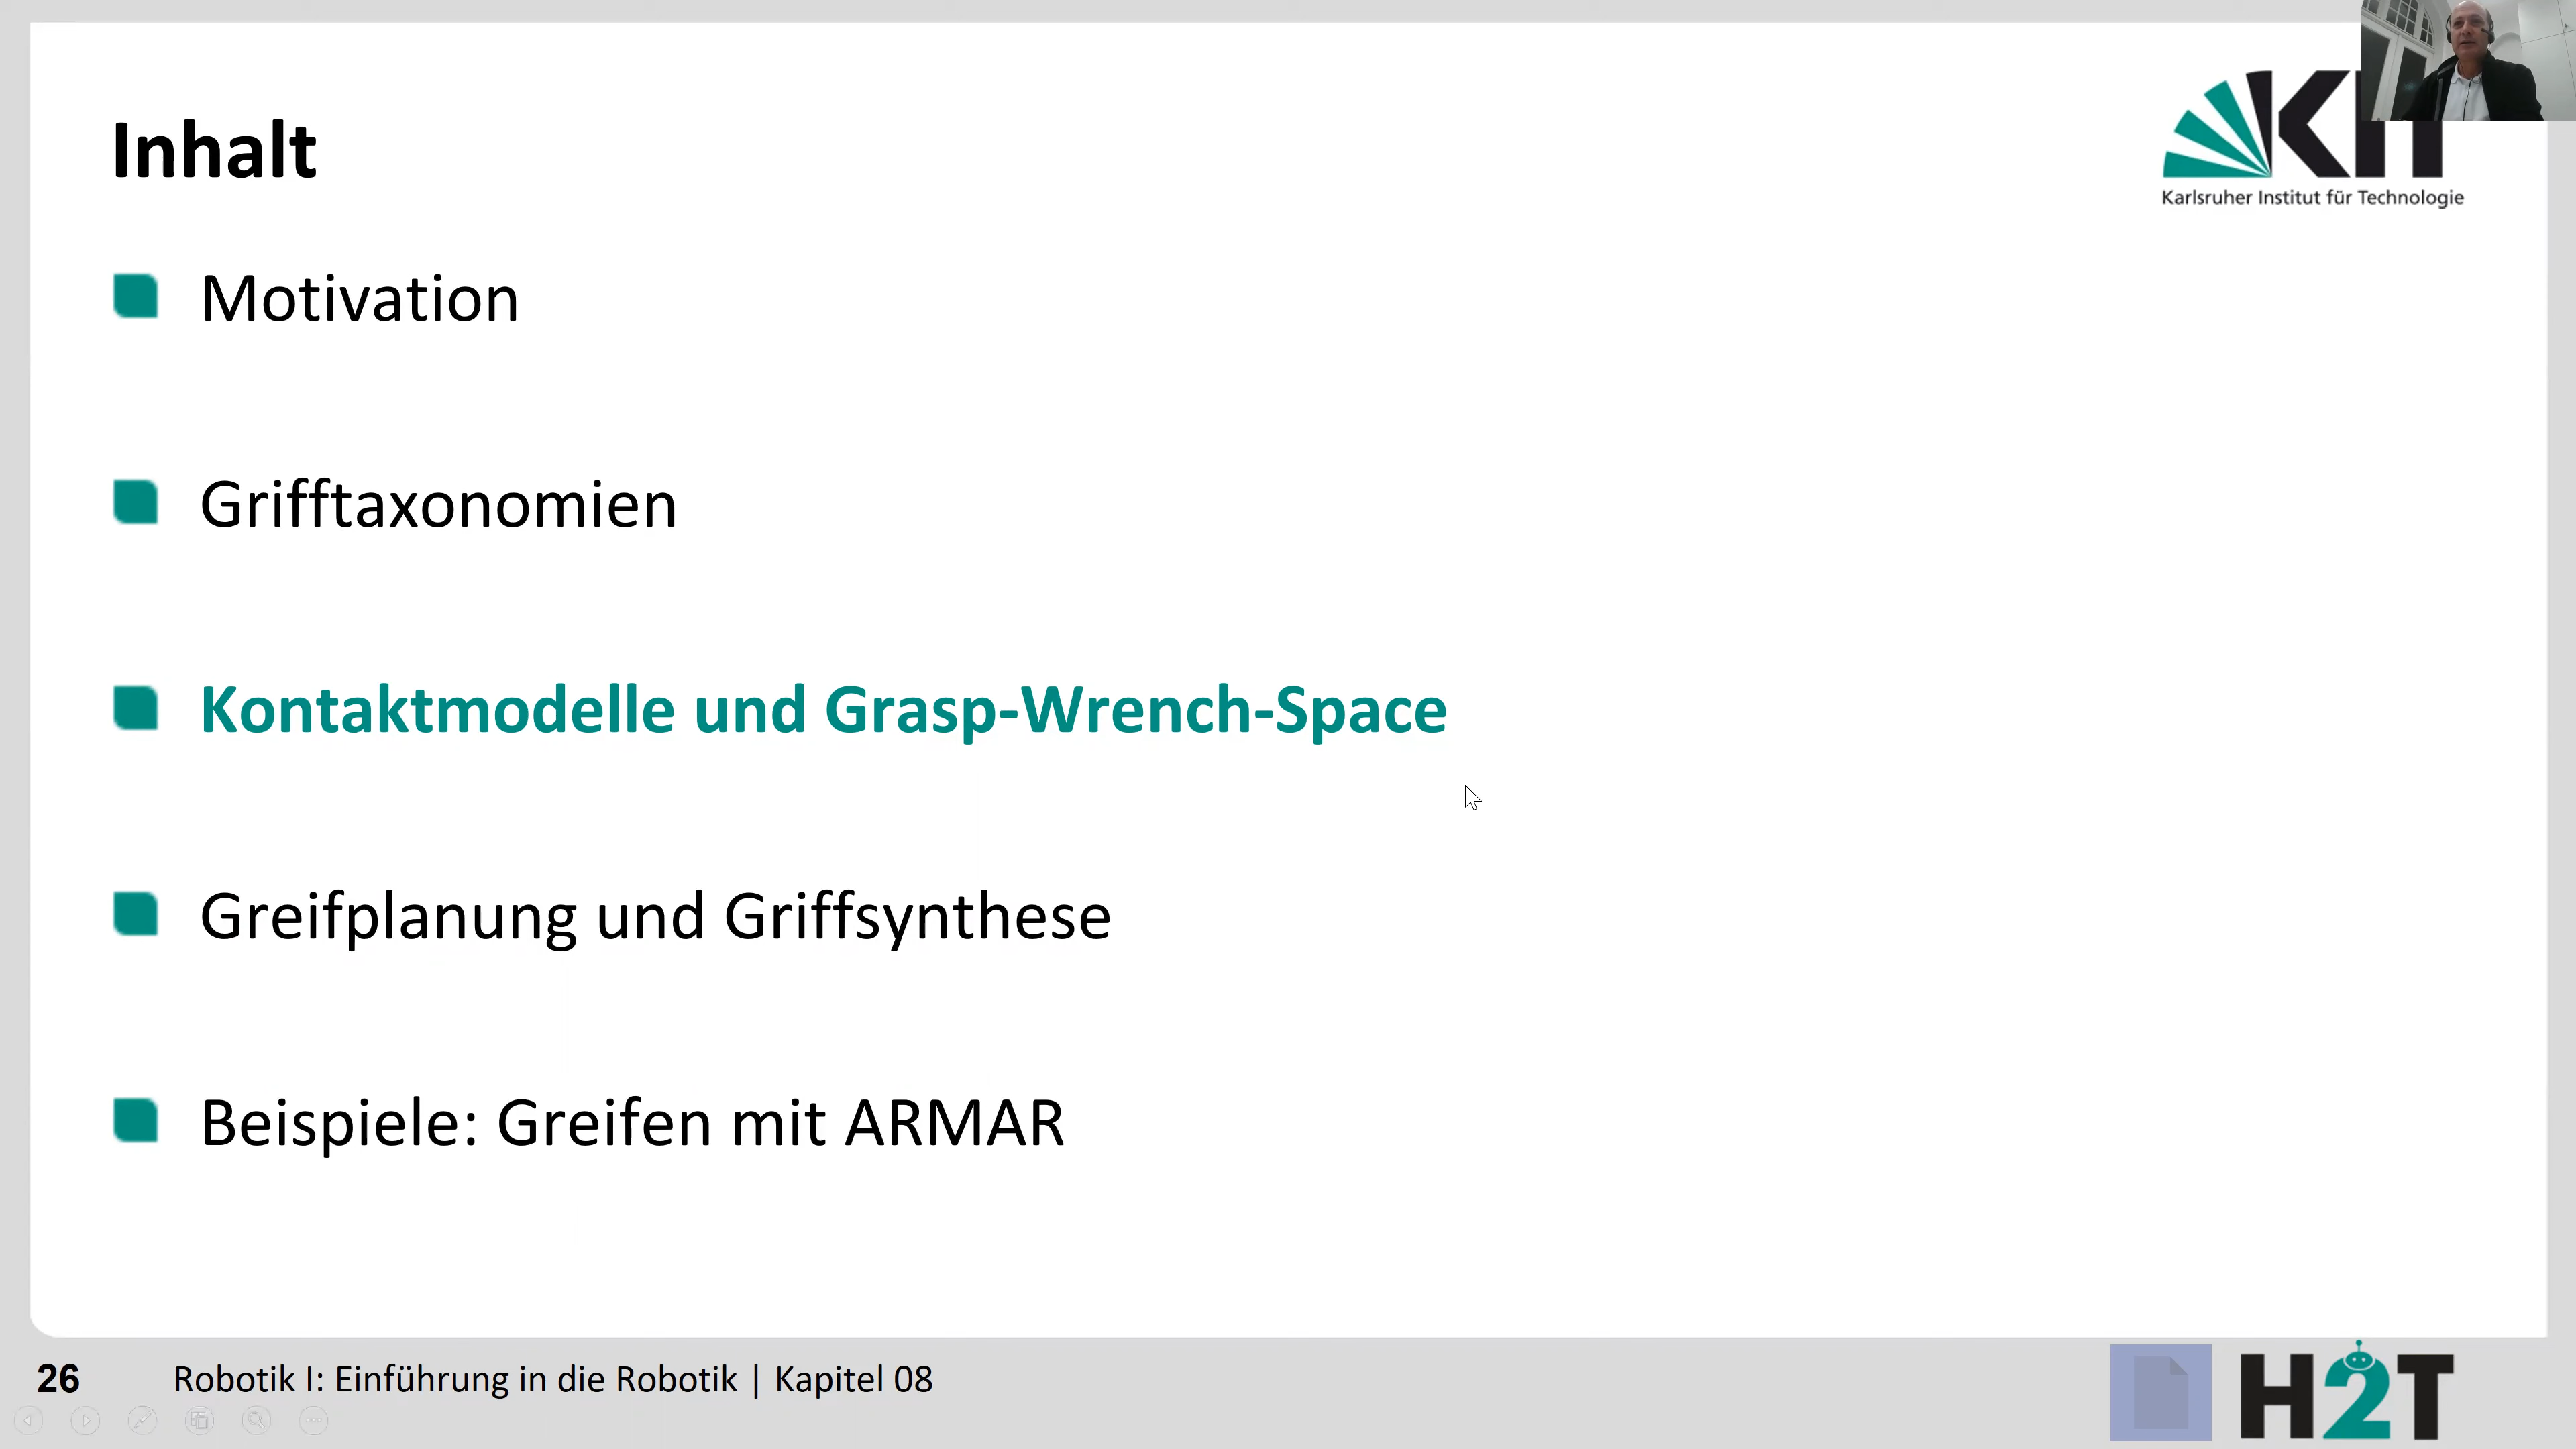 Inhalt
KIT
Karlsruher Institut für Technologie
Motivation
Grifftaxonomien
Kontaktmodelle und Grasp-Wrench-Space
Greifplanung und Griffsynthese
Beispiele: Greifen mit ARMAR
26 Robotik I: Einführung in die Robotik | Kapitel 08
H2T